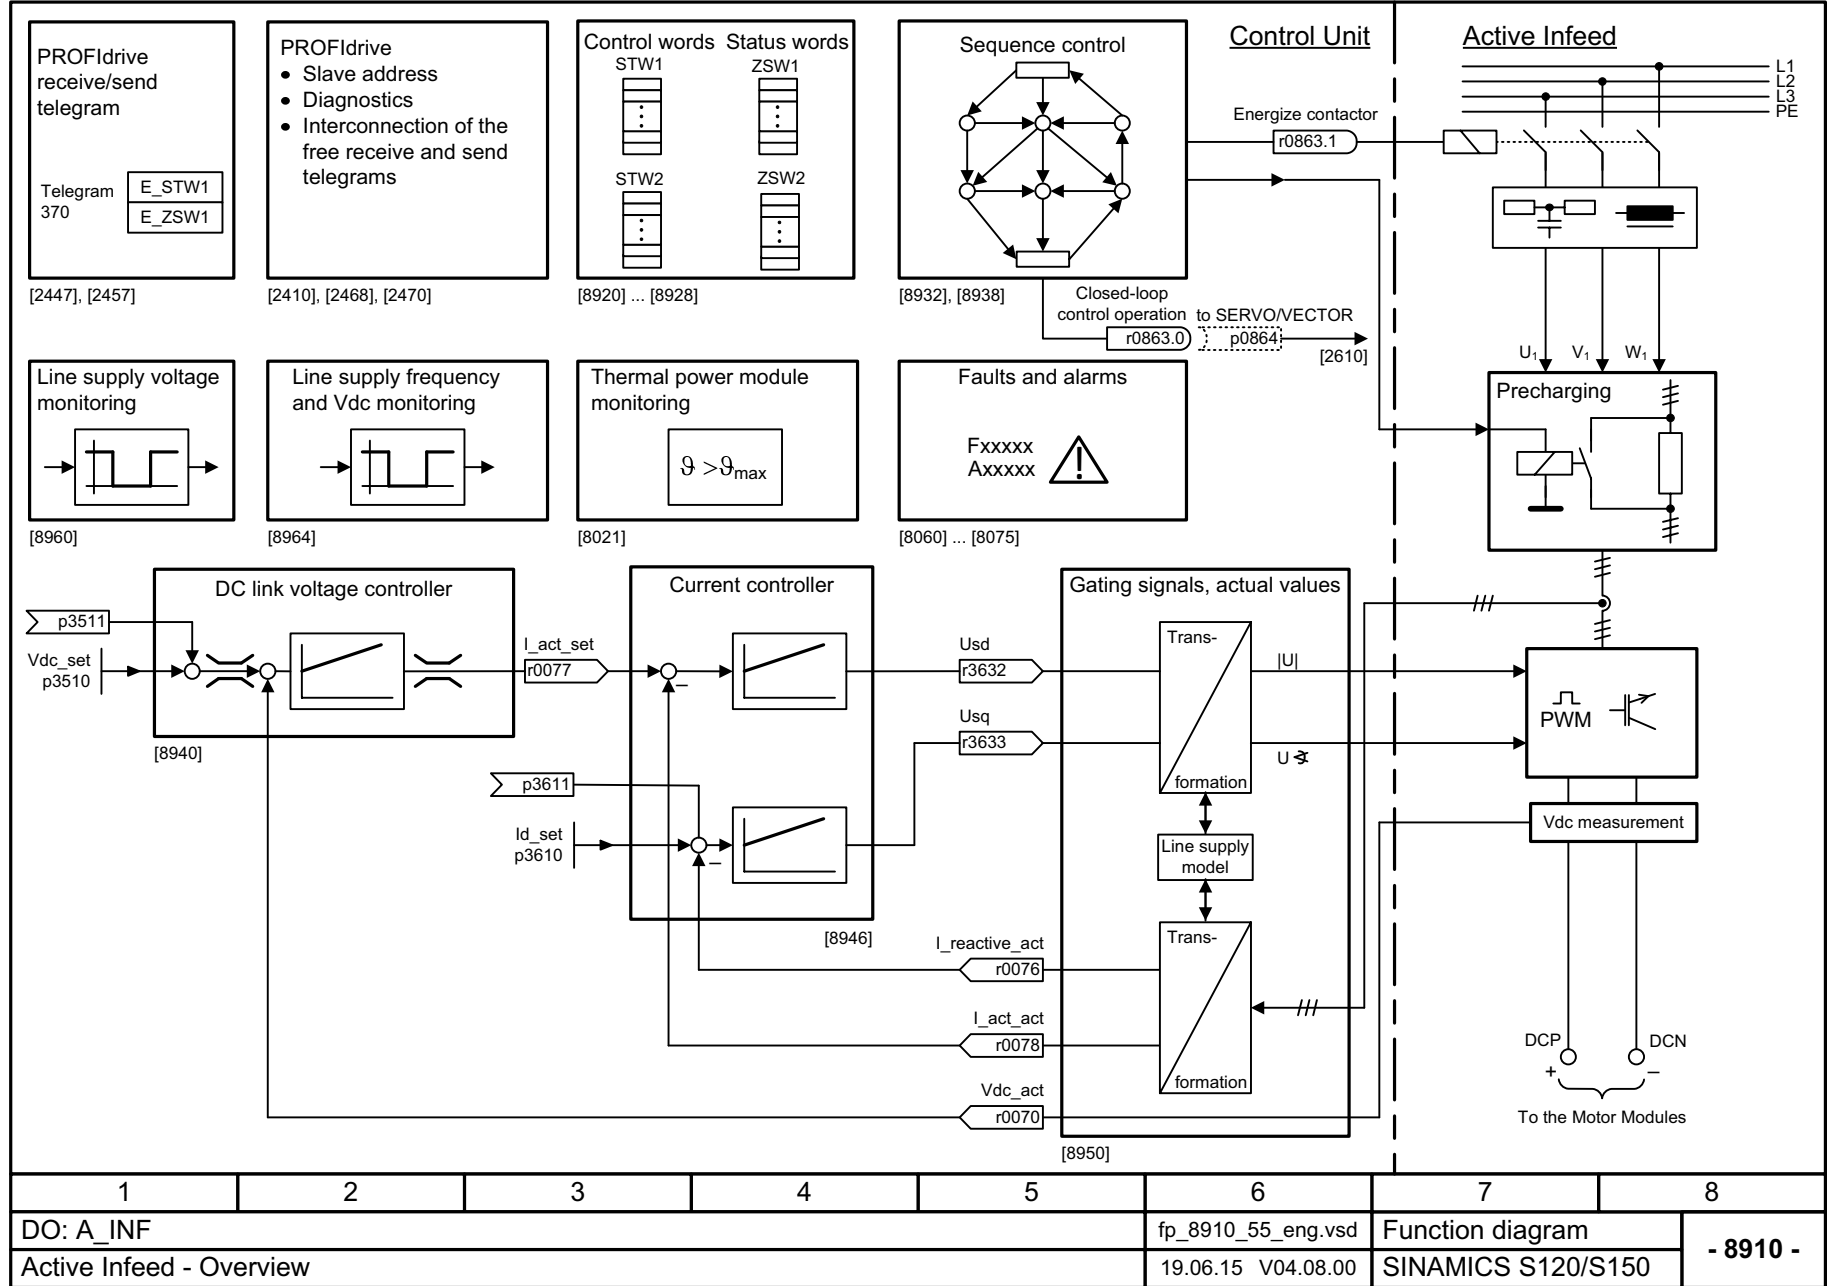 PROFIdrive
receive/send
telegram
Telegram
370
E_STW1
E_ZSW1
[2447], [2457]
PROFIdrive
• Slave address
• Diagnostics
• Interconnection of the
free receive and send
telegrams
[2410], [2468], [2470]
Control words
Status words
STW1
ZSW1
STW2
ZSW2
[8920] ... [8928]
Sequence control
[8932], [8938]
Control Unit
Active Infeed
L1
L2
L3
PE
Energize contactor
r0863.1
Closed-loop
control operation
r0863.0
to SERVO/VECTOR
p0864
[2610]
U1
V1
W1
Line supply voltage
monitoring
[8960]
Line supply frequency
and Vdc monitoring
[8964]
Thermal power module
monitoring
ϑ >ϑmax
[8021]
Faults and alarms
Fxxxxx
Axxxxx
!
[8060] ... [8075]
Precharging
DC link voltage controller
p3511
Vdc_set
p3510
[8940]
I_act_set
r0077
Current controller
p3611
Id_set
p3610
[8946]
Usd
r3632
Usq
r3633
Gating signals, actual values
Trans-
formation
|U|
U ∢
Line supply
model
Trans-
formation
I_reactive_act
r0076
I_act_act
r0078
Vdc_act
r0070
[8950]
PWM
Vdc measurement
DCP
DCN
+
–
To the Motor Modules
1 2 3 4 5 6 7 8
DO: A_INF
fp_8910_55_eng.vsd
Function diagram
- 8910 -
Active Infeed - Overview
19.06.15 V04.08.00
SINAMICS S120/S150